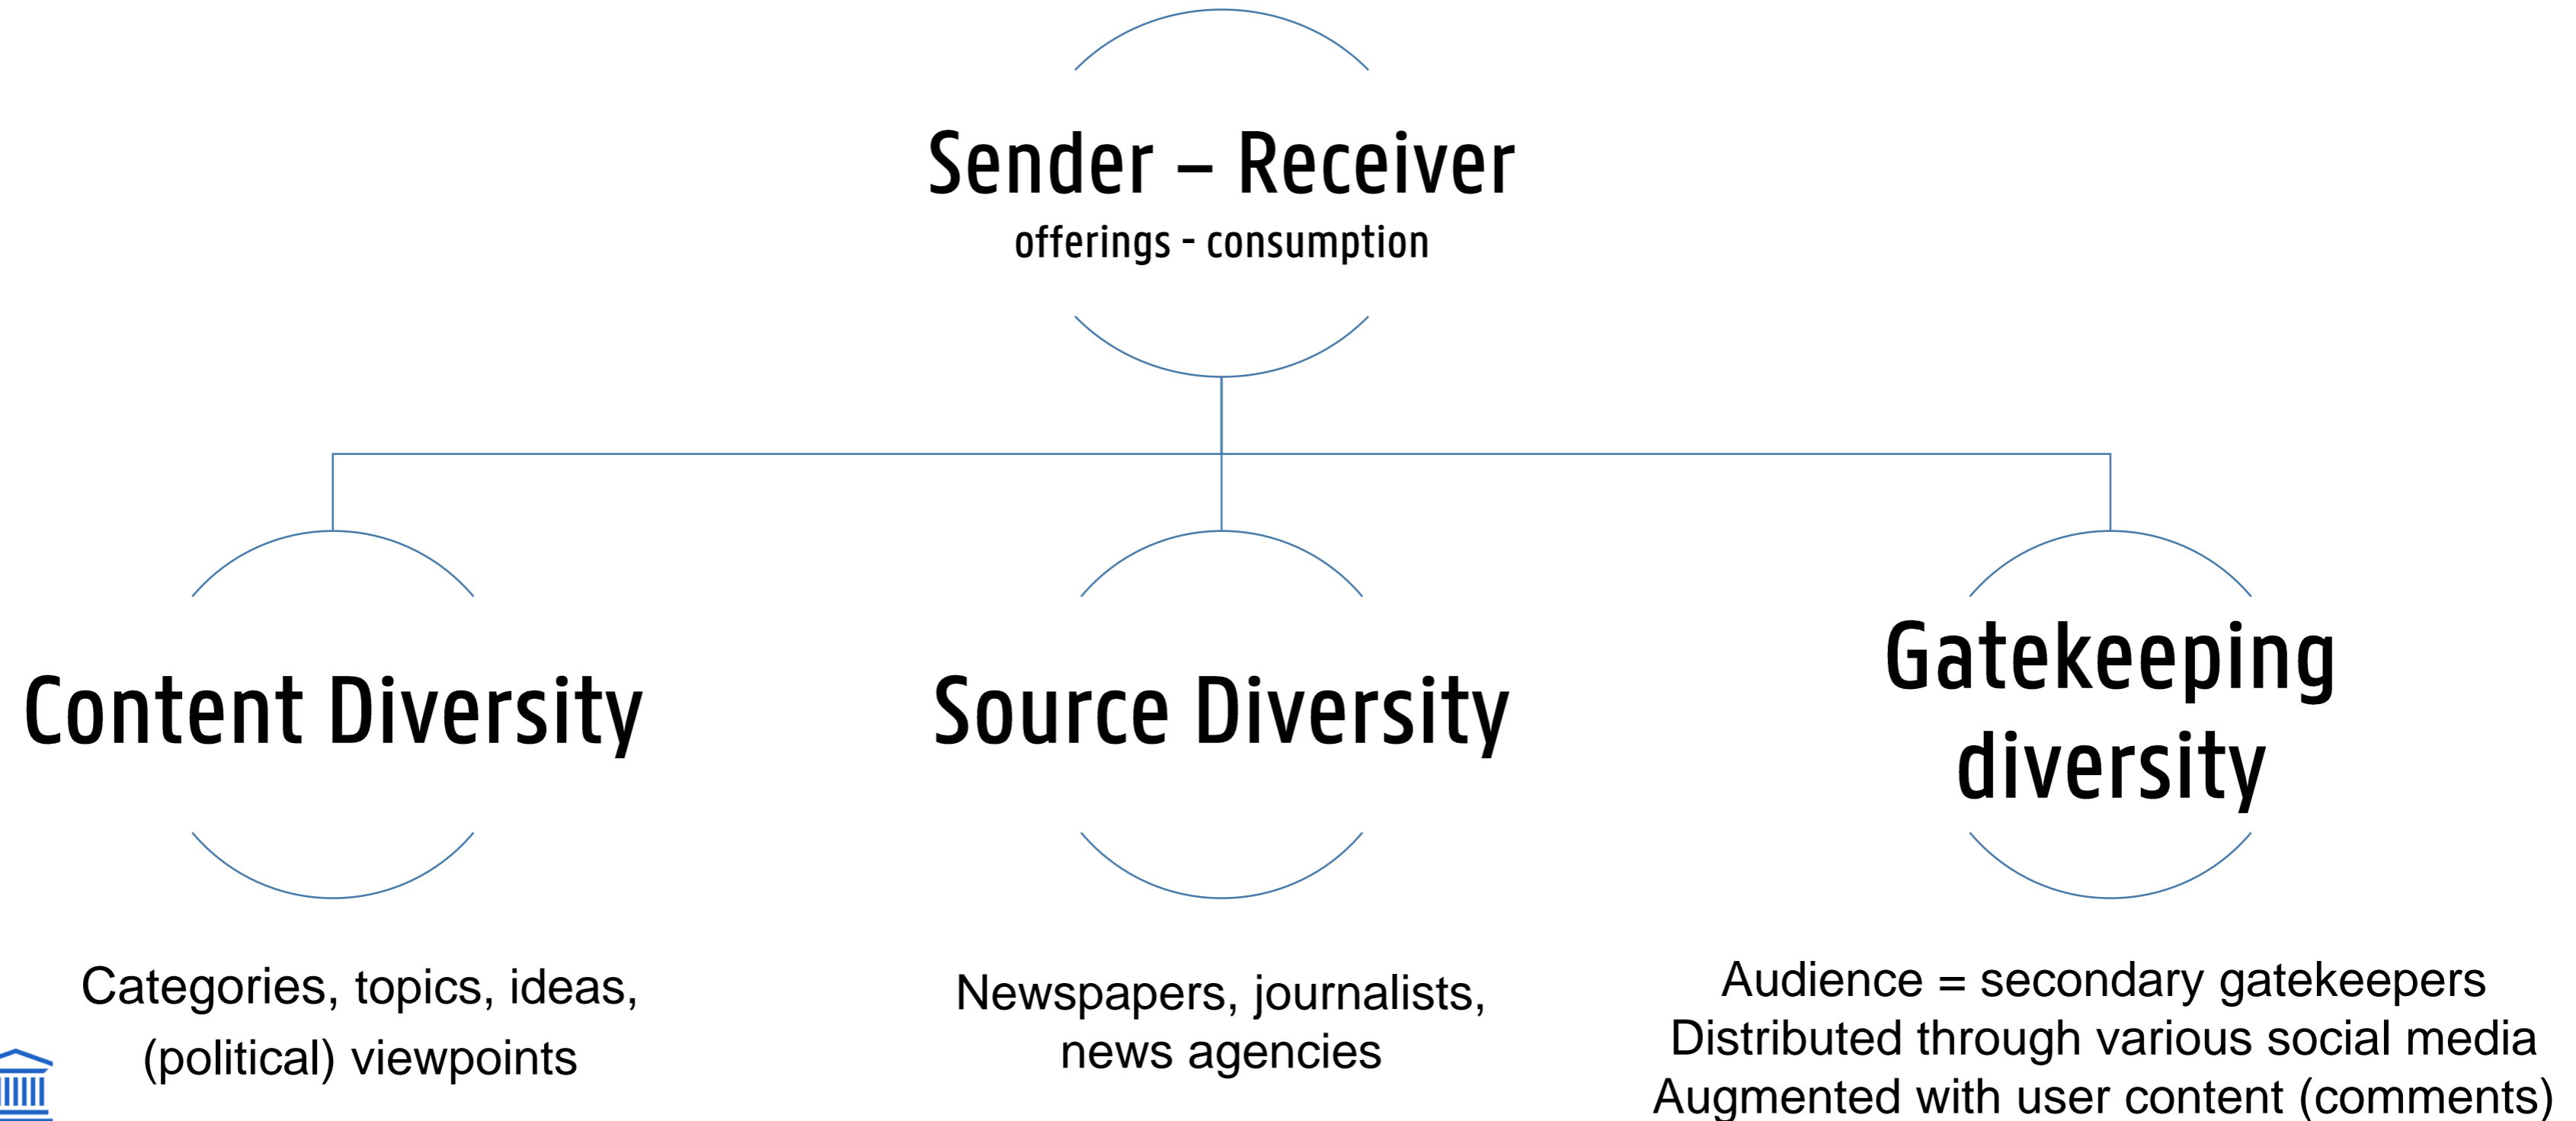 Sender – Receiver
offerings - consumption
Content Diversity
Source Diversity
Gatekeeping
diversity
Categories, topics, ideas,
(political) viewpoints
Newspapers, journalists,
news agencies
Audience = secondary gatekeepers
Distributed through various social media
Augmented with user content (comments)